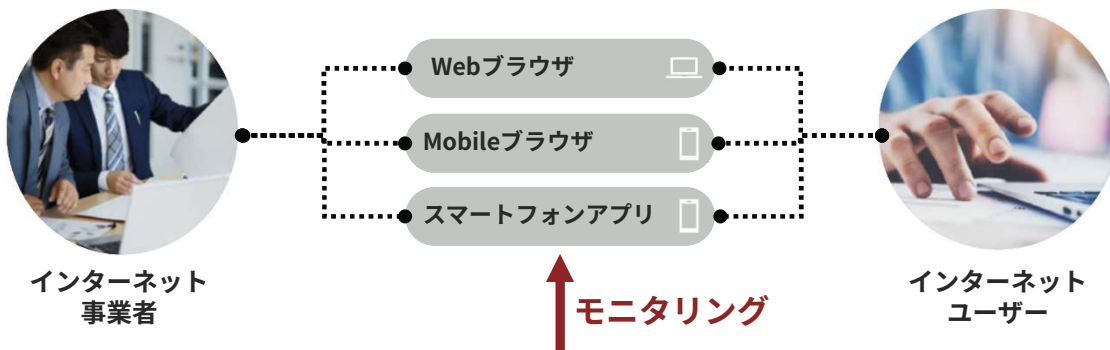 Webブラウザ
Mobileブラウザ
スマートフォンアプリ
インターネット
事業者
インターネット
ユーザー
モニタリング